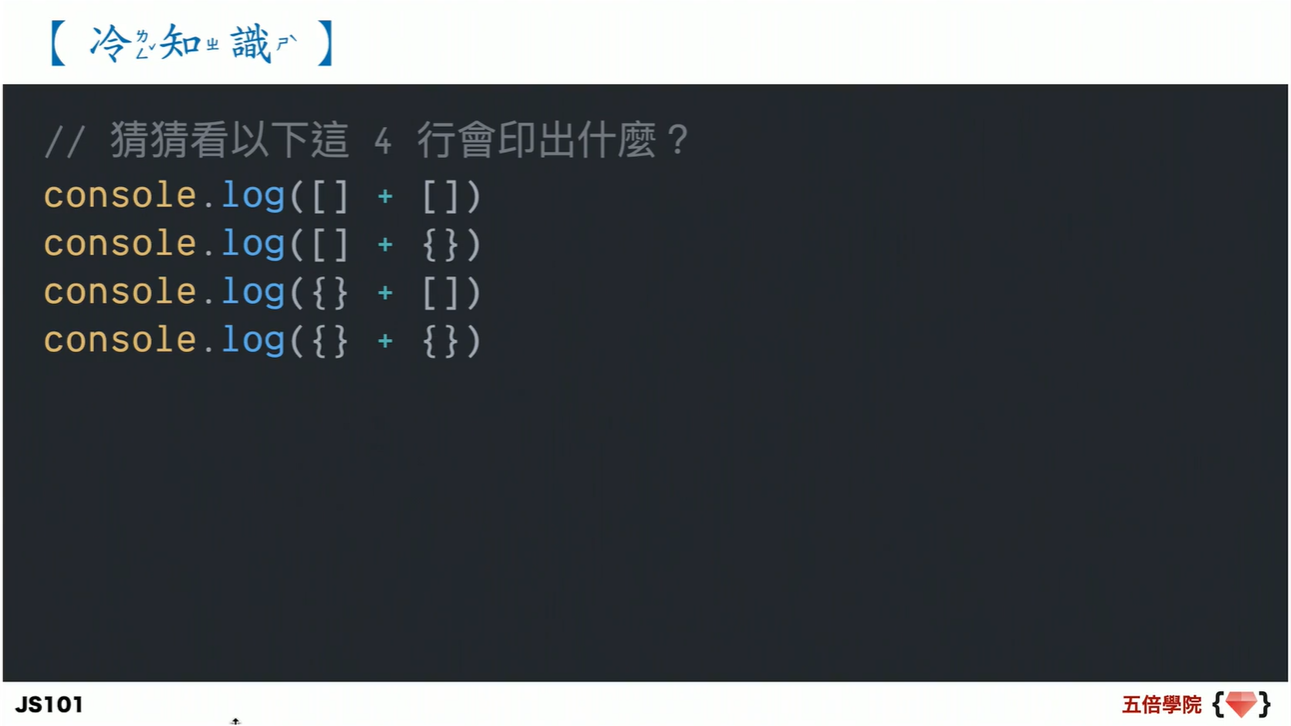 【冷ㄌㄥˇ知ㄓ識ㄕˋ】
// 猜猜看以下這 4 行會印出什麼？
console.log([] + [])
console.log([] + {})
console.log({} + [])
console.log({} + {})
JS101
五倍學院 { }